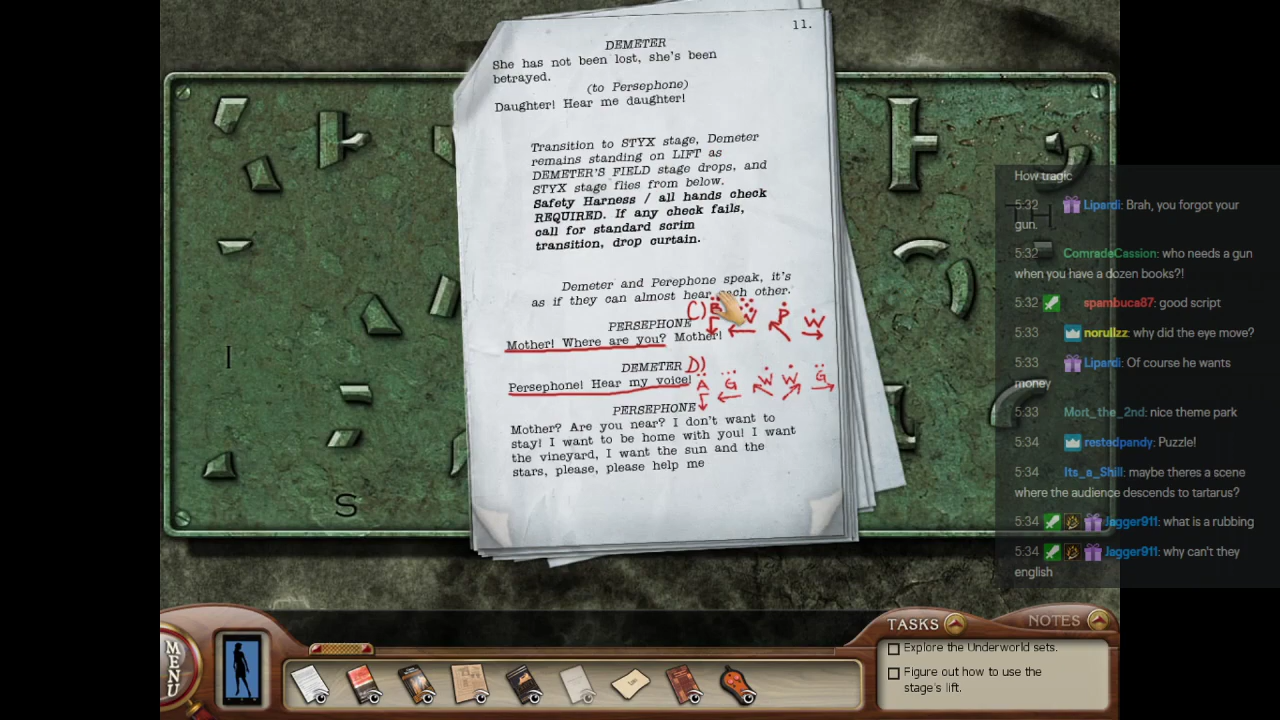 11.
DEMETER
She has not been lost, she's been
betrayed.
(to Persephone)
Daughter! Hear me daughter!
Transition to STYX stage, Demeter
remains standing on LIFT as
DEMETER'S FIELD stage drops, and
STYX stage flies from below.
Safety Harness / all hands check
REQUIRED. If any check fails,
call for standard scrim
transition, drop curtain.
Demeter and Perephone speak, it's
as if they can almost hear each other.
C)
P
W
PERSEPHONE
Mother! Where are you? Mother!
DEMETER D)
A G W W G
Persephone! Hear my voice!
PERSEPHONE
Mother? Are you near? I don't want to
stay! I want to be home with you! I want
the vineyard, I want the sun and the
stars, please, please help me
I
S
TH
How tragic
5:32 Lipardi: Brah, you forgot your
gun.
5:32 ComradeCassion: who needs a gun
when you have a dozen books?!
5:32 spambuca87: good script
5:33 norullzz: why did the eye move?
5:33 Lipardi: Of course he wants
money
5:33 Mort_the_2nd: nice theme park
5:34 restedpandy: Puzzle!
5:34 Its_a_Shill: maybe theres a scene
where the audience descends to tartarus?
5:34 Jagger911: what is a rubbing
5:34 Jagger911: why can't they
english
MENU
TASKS
NOTES
Explore the Underworld sets.
Figure out how to use the
stage's lift.